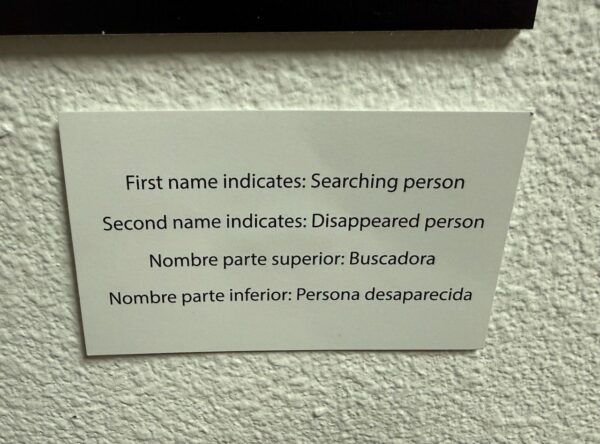 First name indicates: Searching person
Second name indicates: Disappeared person
Nombre parte superior: Buscadora
Nombre parte inferior: Persona desaparecida